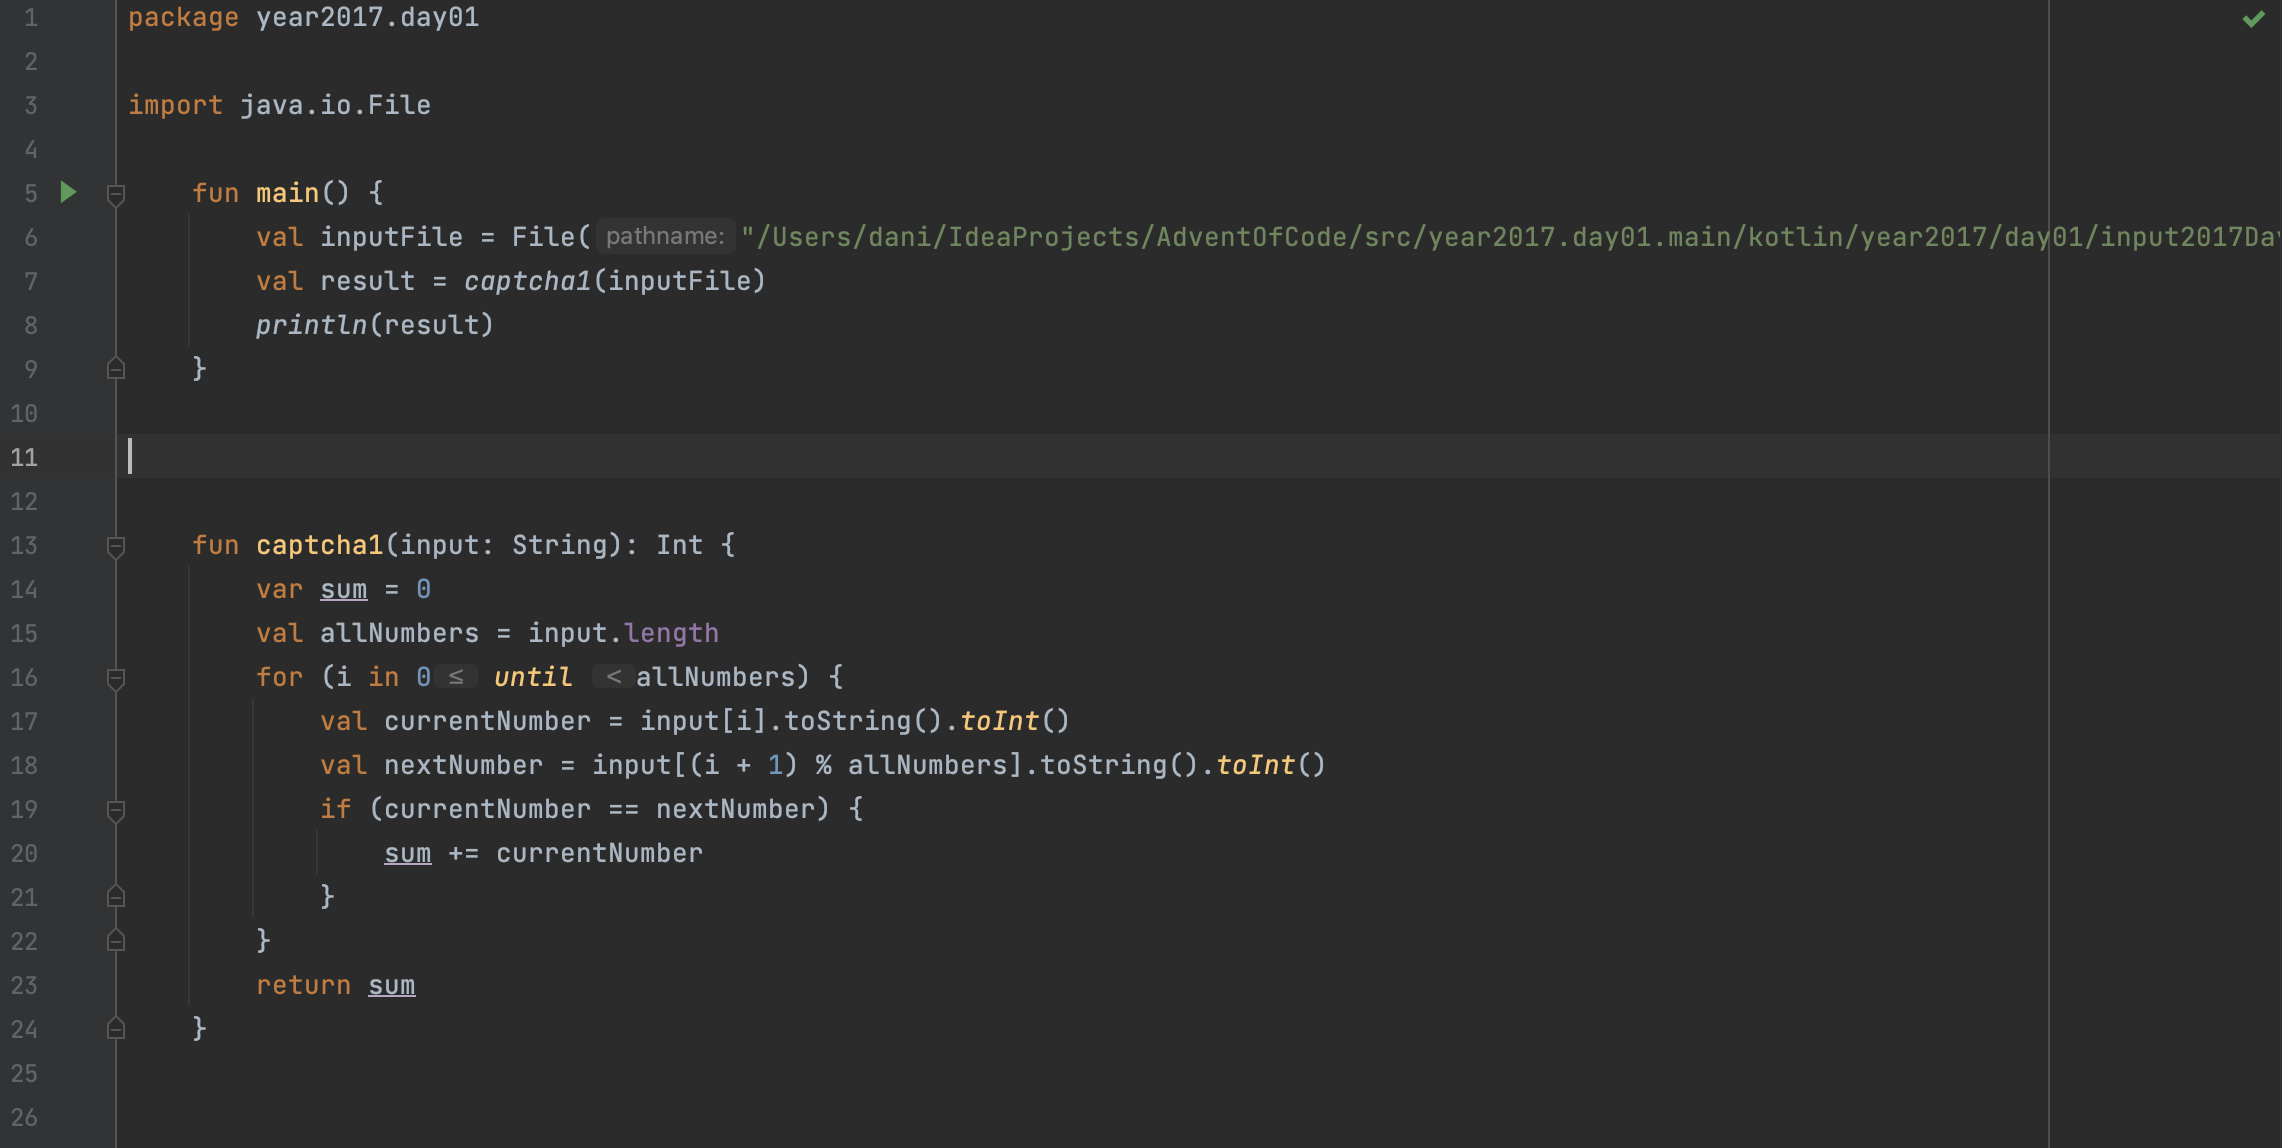 1 package year2017.day01
2
3 import java.io.File
4
5 fun main() {
6 val inputFile = File( pathname: "/Users/dani/IdeaProjects/AdventOfCode/src/year2017.day01.main/kotlin/year2017/day01/input2017Da
7 val result = captcha1(inputFile)
8 println(result)
9 }
10
11
12
13 fun captcha1(input: String): Int {
14 var sum = 0
15 val allNumbers = input.length
16 for (i in 0 ≤ until < allNumbers) {
17 val currentNumber = input[i].toString().toInt()
18 val nextNumber = input[(i + 1) % allNumbers].toString().toInt()
19 if (currentNumber == nextNumber) {
20 sum += currentNumber
21 }
22 }
23 return sum
24 }
25
26